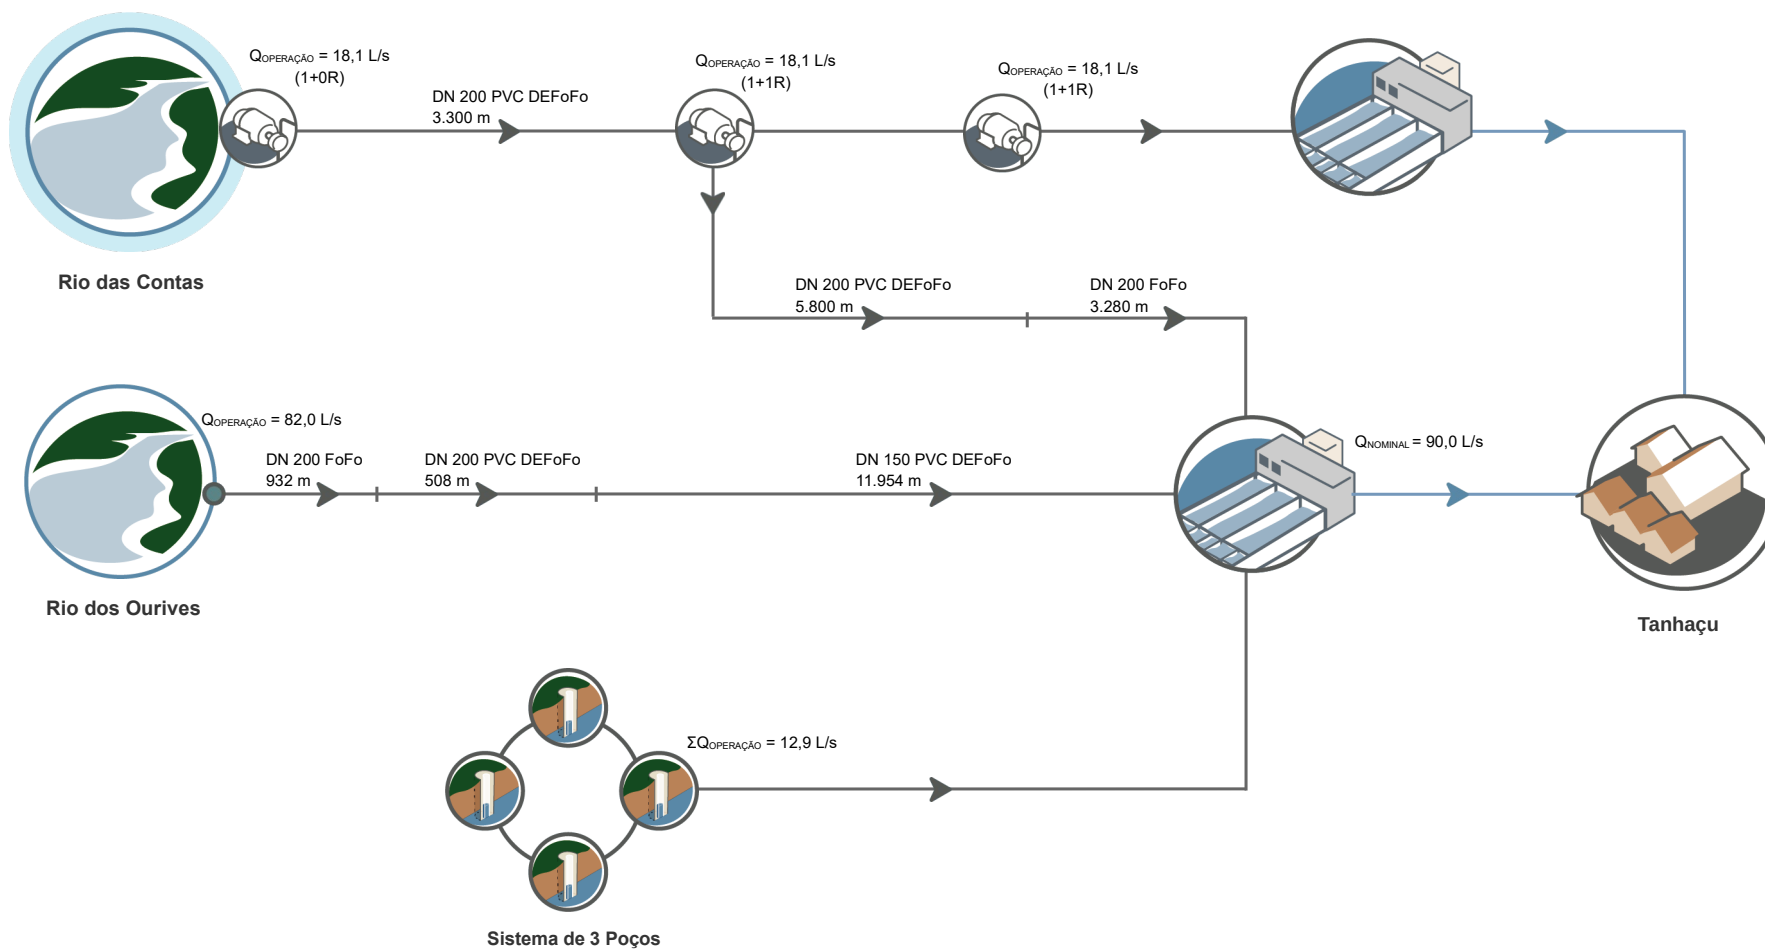 QOPERAÇÃO = 18,1 L/s
(1+0R)
DN 200 PVC DEFoFo
3.300 m
QOPERAÇÃO = 18,1 L/s
(1+1R)
QOPERAÇÃO = 18,1 L/s
(1+1R)
Rio das Contas
DN 200 PVC DEFoFo
5.800 m
DN 200 FoFo
3.280 m
QOPERAÇÃO = 82,0 L/s
DN 200 FoFo
932 m
DN 200 PVC DEFoFo
508 m
DN 150 PVC DEFoFo
11.954 m
QNOMINAL = 90,0 L/s
Rio dos Ourives
Tanhaçu
ΣQOPERAÇÃO = 12,9 L/s
Sistema de 3 Poços